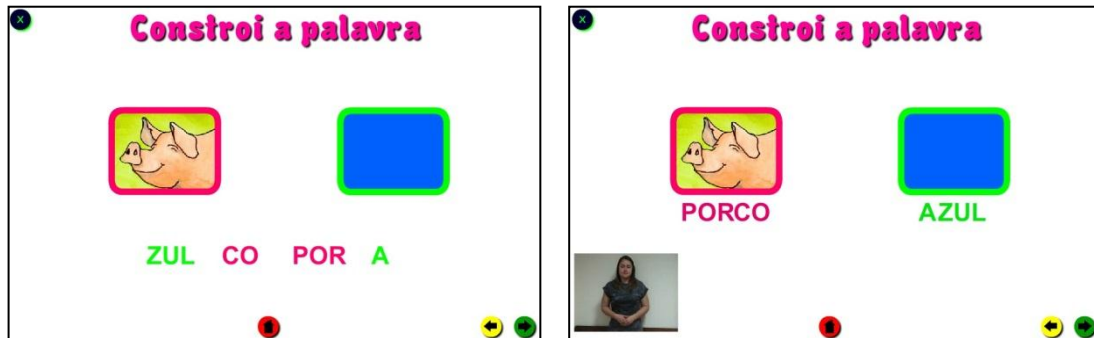 X
Constroi a palavra
ZUL CO POR A
X
Constroi a palavra
PORCO AZUL